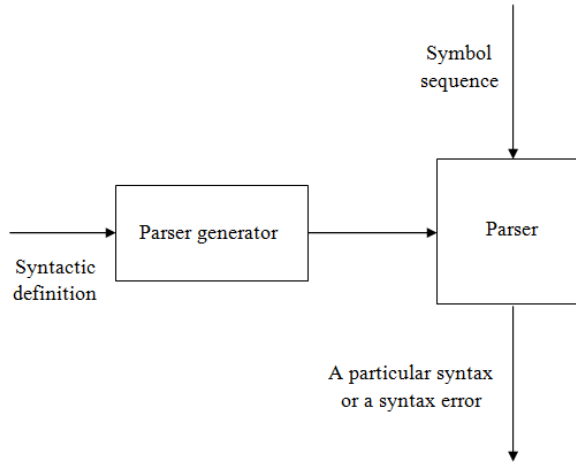 Symbol
sequence
Parser generator
Parser
Syntactic
definition
A particular syntax
or a syntax error